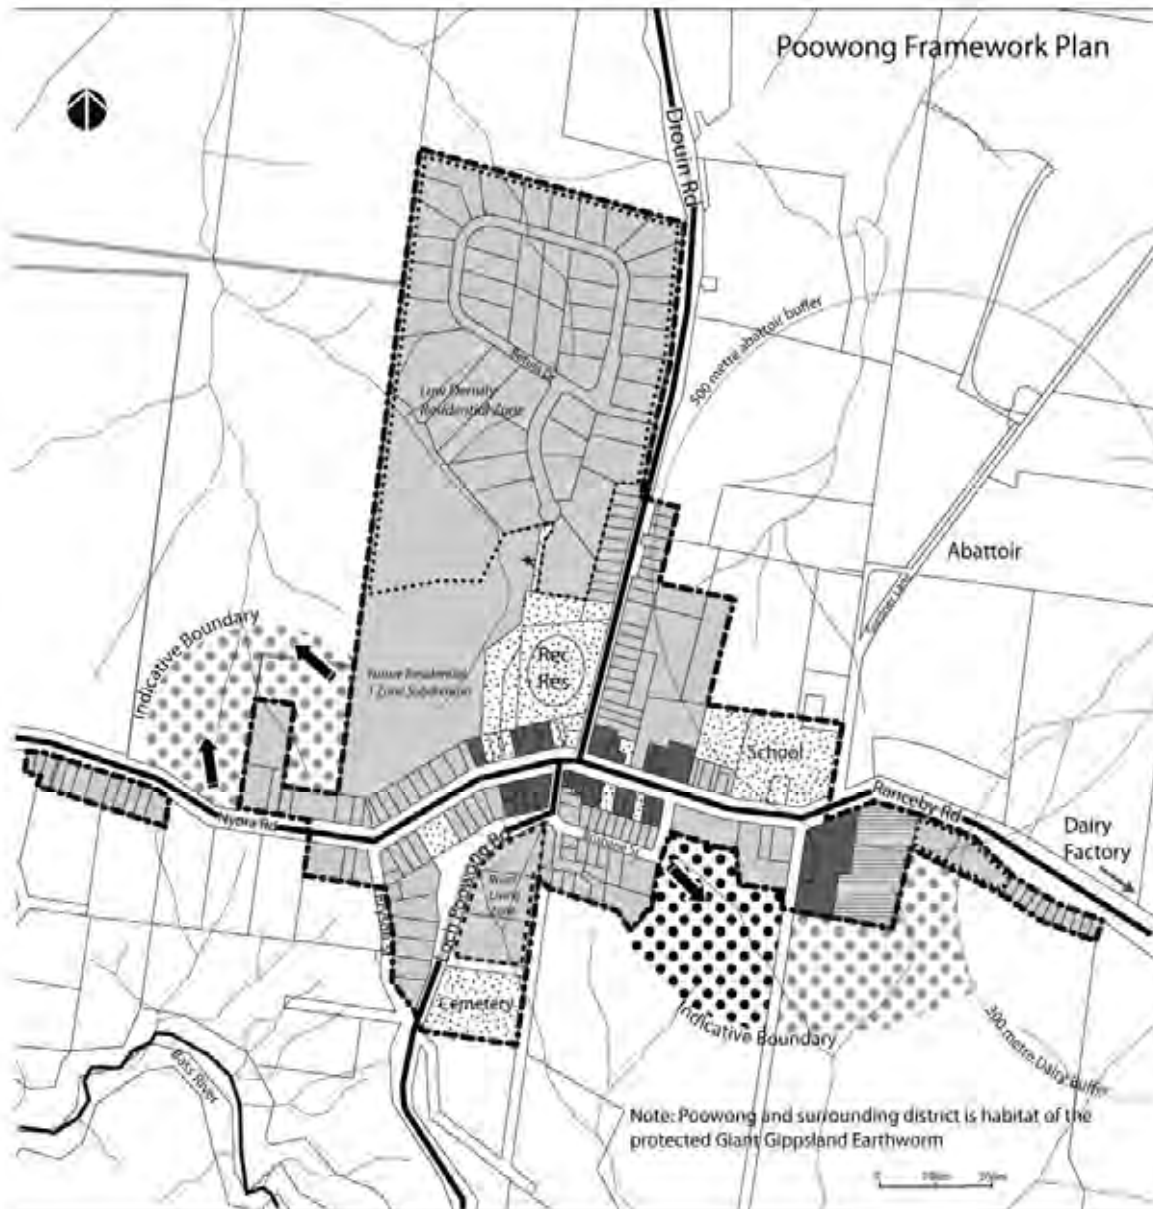 Poowong Framework Plan
Drouin Rd
500 metre abattoir buffer
Low Density
Residential Zone
Abattoir
Indicative Boundary
Rec
Res
Future Residential
1 Zone Subdivision
School
Nyora Rd
Ranceby Rd
Dairy
Factory
Loch Poowong Rd
Rural
Living
Zone
Cemetery
Indicative Boundary
300 metre Dairy Buffer
Bass River
Note: Poowong and surrounding district is habitat of the
protected Giant Gippsland Earthworm
0